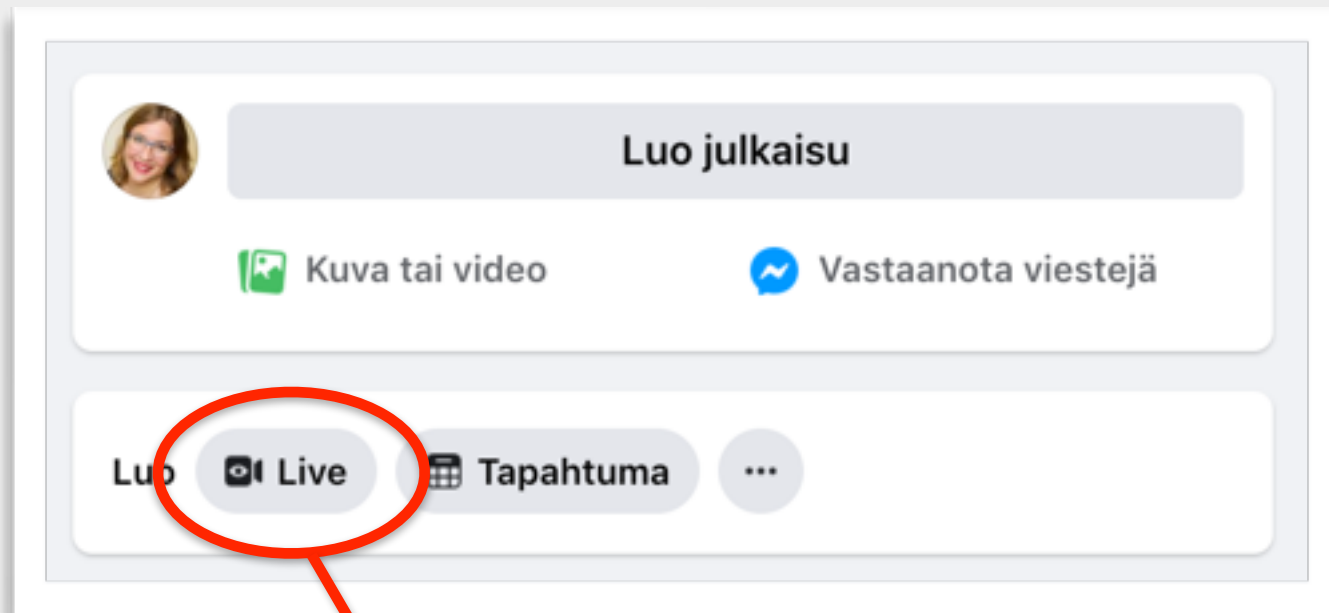 Luo julkaisu
Kuva tai video Vastaanota viestejä
Luo Live Tapahtuma ...